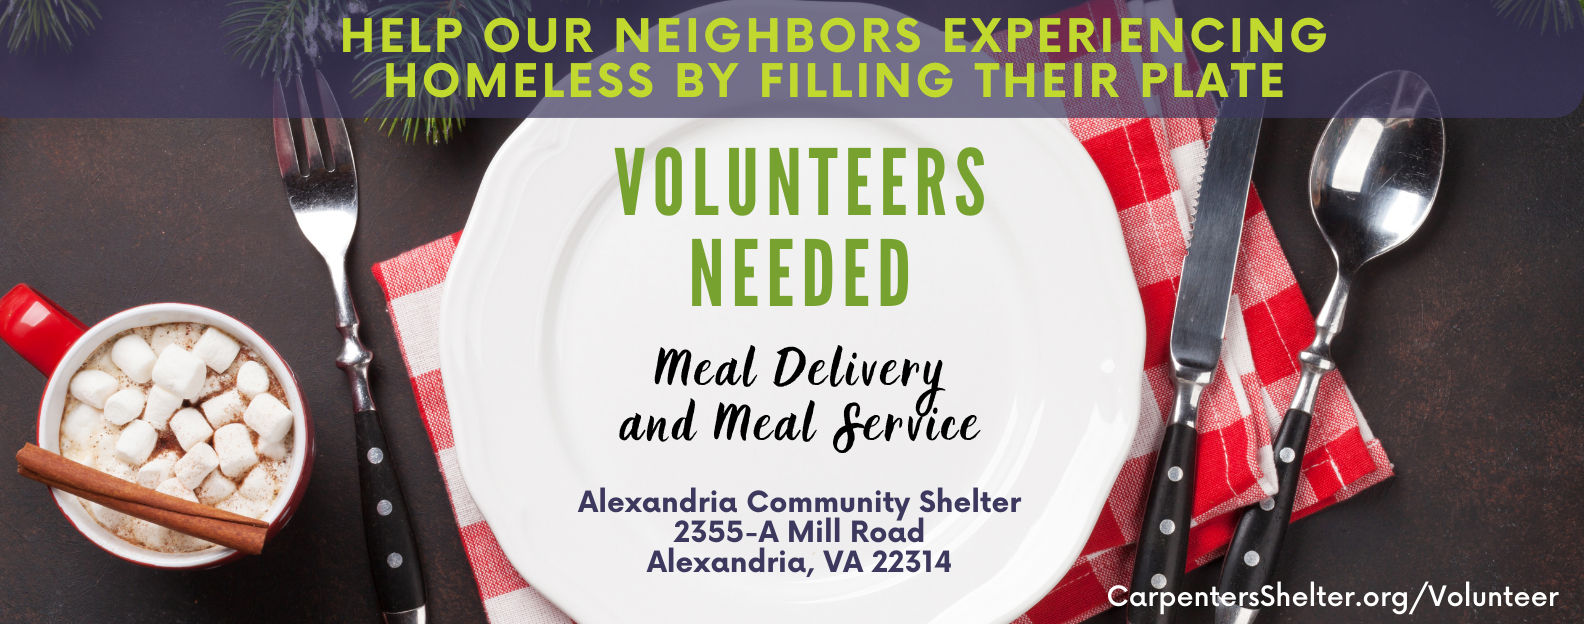 HELP OUR NEIGHBORS EXPERIENCING
HOMELESS BY FILLING THEIR PLATE
VOLUNTEERS
NEEDED
Meal Delivery
and Meal Service
Alexandria Community Shelter
2355-A Mill Road
Alexandria, VA 22314
CarpentersShelter.org/Volunteer